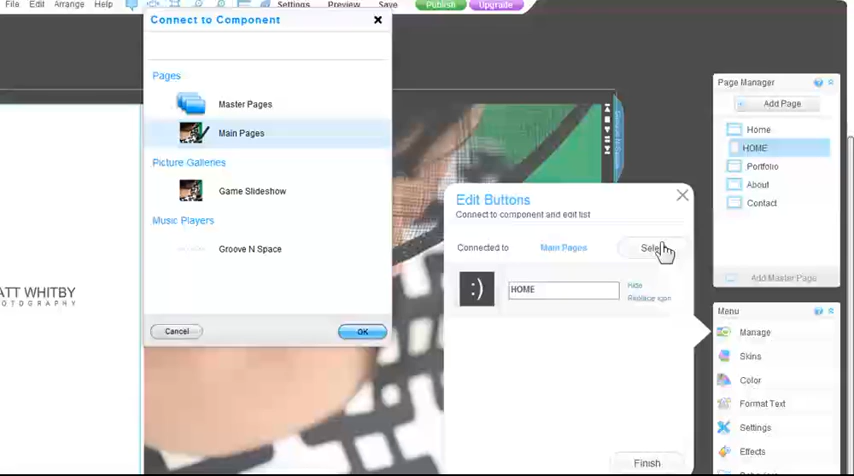 File Edit Arrange Help Settings Preview Save Publish Upgrade
Connect to Component
Pages
Master Pages
Main Pages
Picture Galleries
Game Slideshow
Music Players
Groove N Space
Cancel OK
ATT WHITBY
TOGRAPHY
Edit Buttons
Connect to component and edit list
Connected to Main Pages
:) HOME
Hide
Replace icon
Finish
Page Manager
Add Page
Home
HOME
Portfolio
About
Contact
Add Master Page
Menu
Manage
Skins
Color
Format Text
Settings
Effects